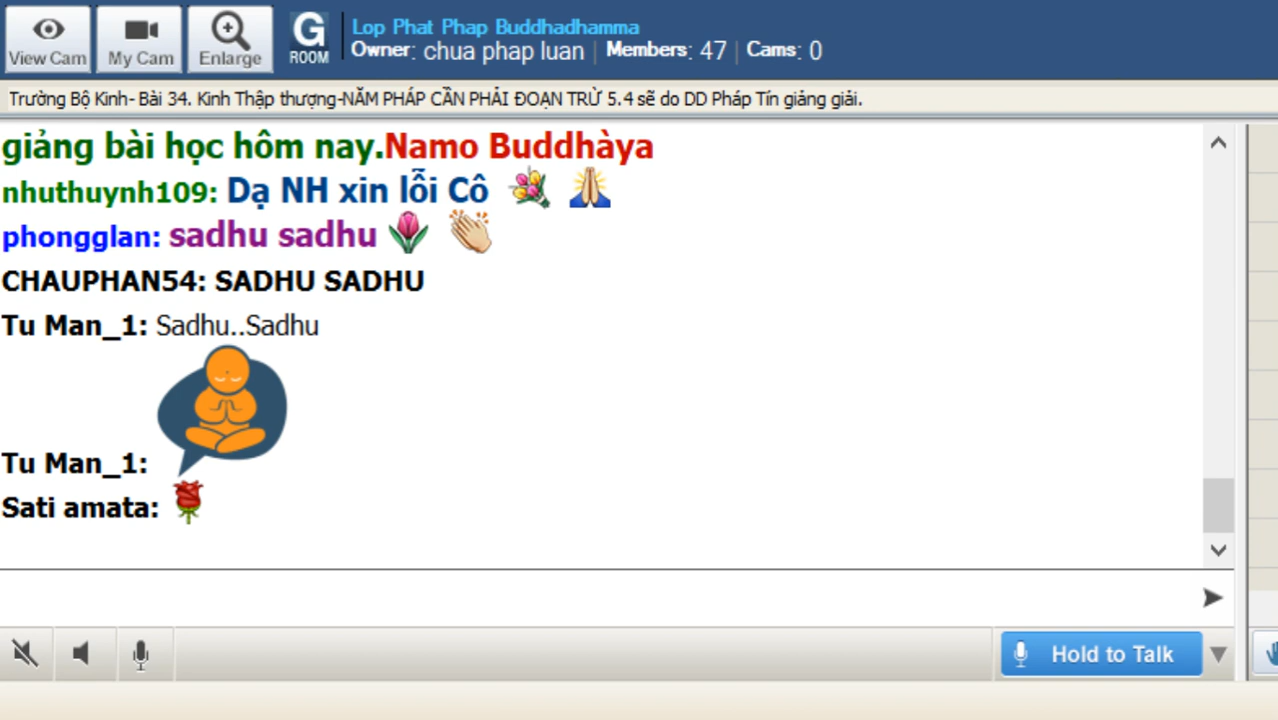 View Cam
My Cam
Enlarge
G
ROOM
Lop Phat Phap Buddhadhamma
Owner: chua phap luan | Members: 47 | Cams: 0
Trường Bộ Kinh- Bài 34. Kinh Thập thượng-NĂM PHÁP CẦN PHẢI ĐOẠN TRỪ 5.4 sẽ do DD Pháp Tín giảng giải.
giảng bài học hôm nay.Namo Buddhàya
nhuthuynh109: Dạ NH xin lỗi Cô
phongglan: sadhu sadhu
CHAUPHAN54: SADHU SADHU
Tu Man_1: Sadhu..Sadhu
Tu Man_1:
Sati amata:
Hold to Talk